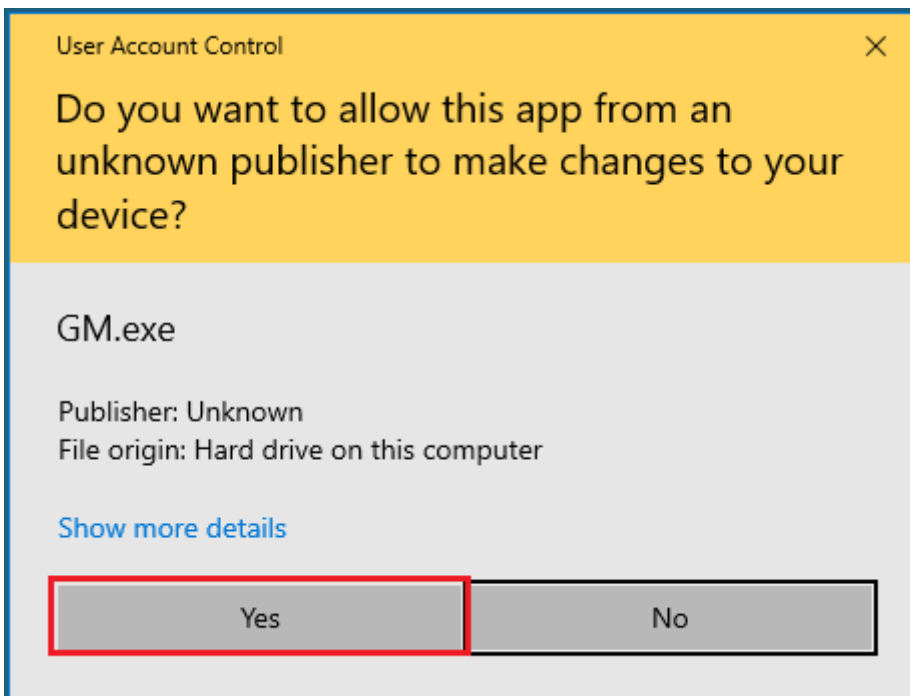 User Account Control
Do you want to allow this app from an
unknown publisher to make changes to your
device?
GM.exe
Publisher: Unknown
File origin: Hard drive on this computer
Show more details
Yes
No